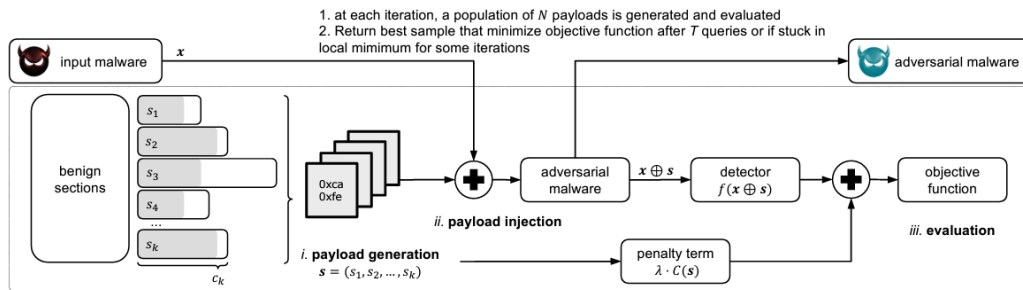 1. at each iteration, a population of N payloads is generated and evaluated
2. Return best sample that minimize objective function after T queries or if stuck in
local mimimum for some iterations
input malware
x
adversarial malware
benign
sections
s₁
s₂
s₃
s₄
...
sₖ
cₖ
0xca
0xfe
i. payload generation
s = (s₁, s₂, ..., sₖ)
ii. payload injection
adversarial
malware
x ⊕ s
detector
f(x ⊕ s)
penalty term
λ · C(s)
objective
function
iii. evaluation